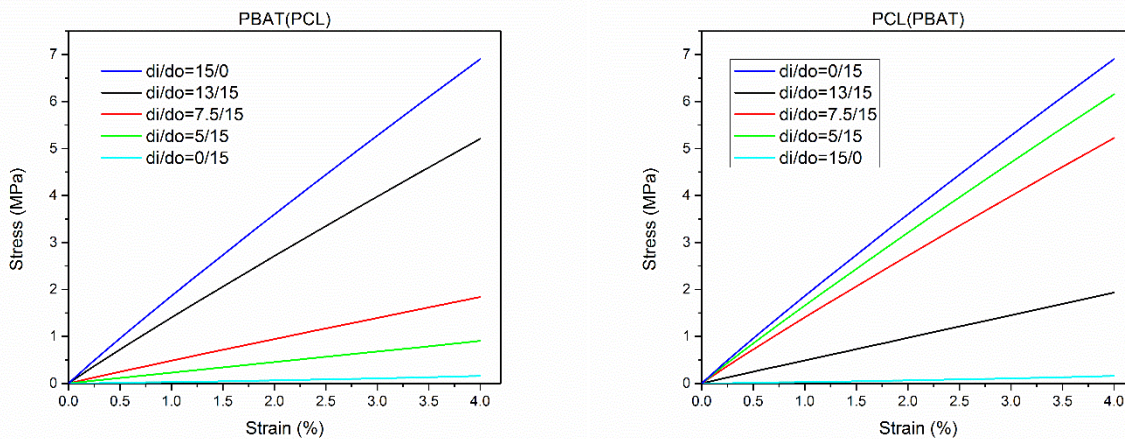 PBAT(PCL)
7
6
5
4
3
2
1
0
Stress (MPa)
di/do=15/0
di/do=13/15
di/do=7.5/15
di/do=5/15
di/do=0/15
0.0 0.5 1.0 1.5 2.0 2.5 3.0 3.5 4.0
Strain (%)
PCL(PBAT)
7
6
5
4
3
2
1
0
Stress (MPa)
di/do=0/15
di/do=13/15
di/do=7.5/15
di/do=5/15
di/do=15/0
0.0 0.5 1.0 1.5 2.0 2.5 3.0 3.5 4.0
Strain (%)